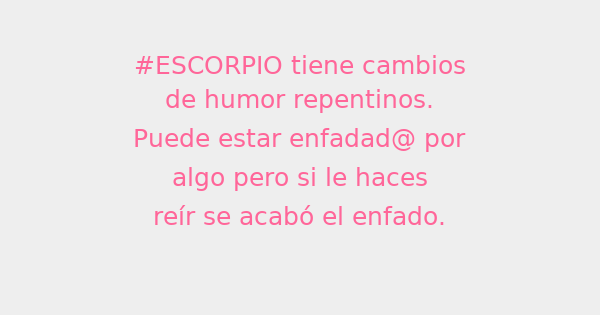 #ESCORPIO tiene cambios
de humor repentinos.
Puede estar enfadad@ por
algo pero si le haces
reír se acabó el enfado.